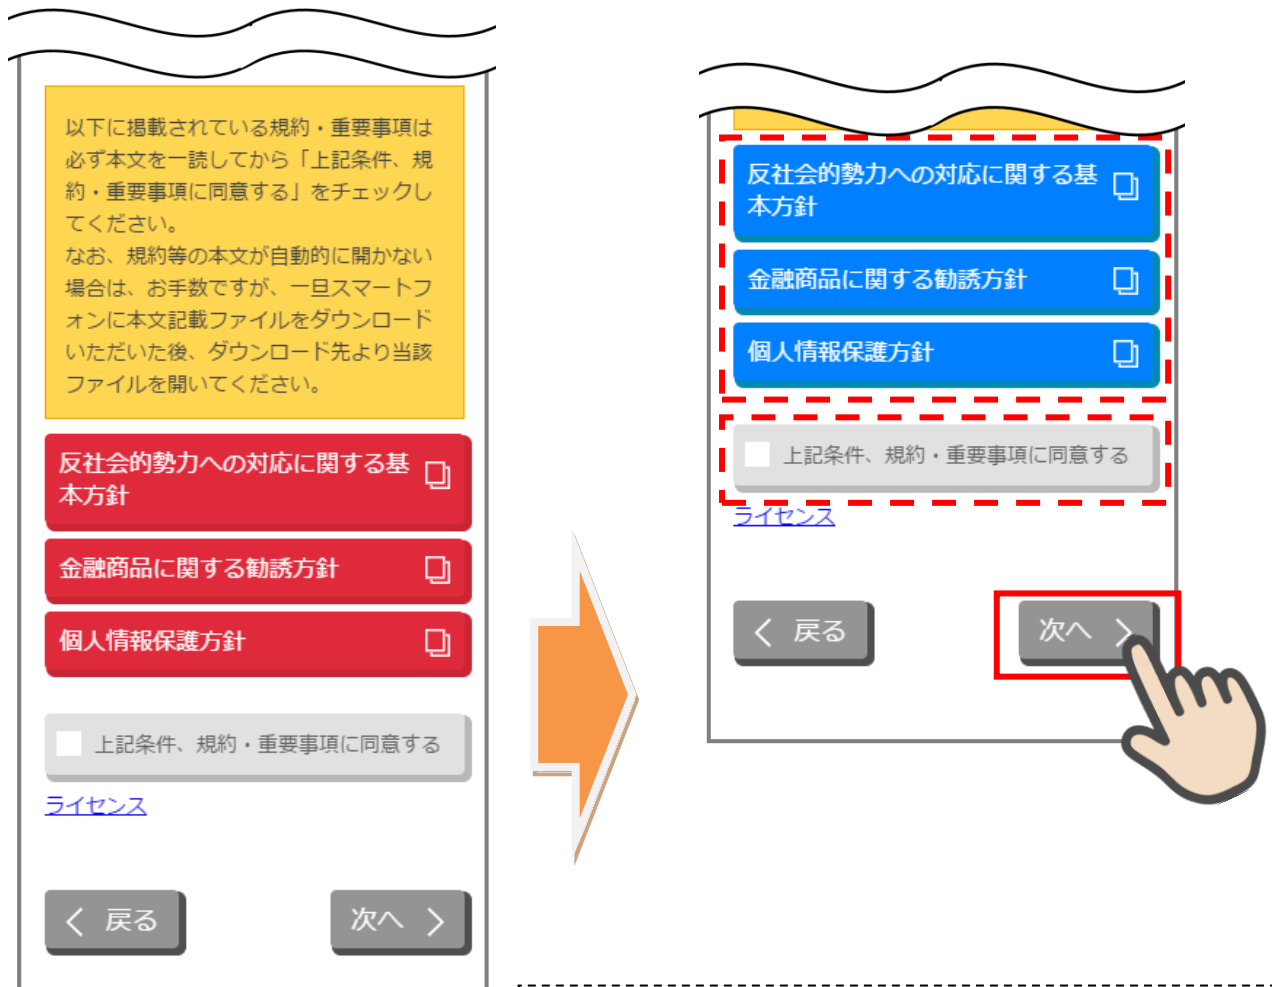 以下に掲載されている規約・重要事項は
必ず本文を一読してから「上記条件、規
約・重要事項に同意する」をチェックし
てください。
なお、規約等の本文が自動的に開かない
場合は、お手数ですが、一旦スマートフ
ォンに本文記載ファイルをダウンロード
いただいた後、ダウンロード先より当該
ファイルを開いてください。
反社会的勢力への対応に関する基
本方針
金融商品に関する勧誘方針
個人情報保護方針
上記条件、規約・重要事項に同意する
ライセンス
戻る
次へ
反社会的勢力への対応に関する基
本方針
金融商品に関する勧誘方針
個人情報保護方針
上記条件、規約・重要事項に同意する
ライセンス
戻る
次へ